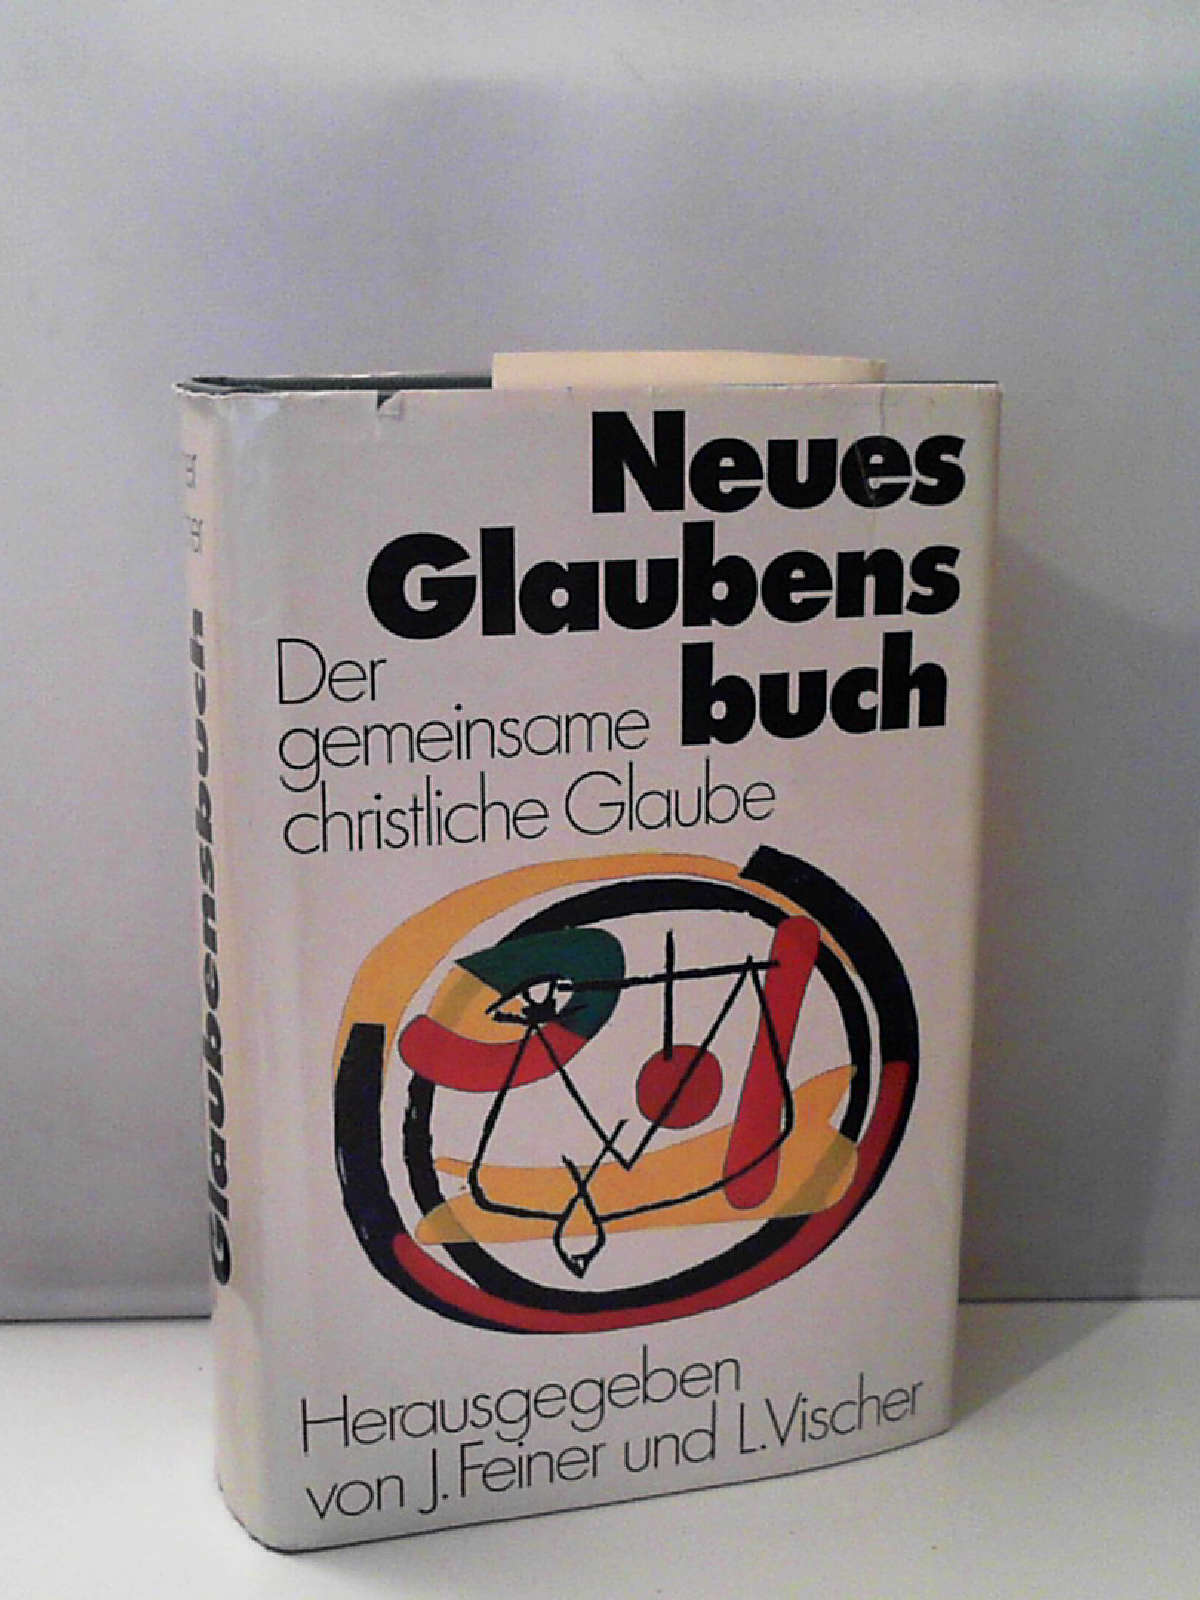 Neues
Glaubens
buch
Der
gemeinsame
christliche Glaube
Herausgegeben
von J. Feiner und L. Vischer
Glaubensbuch